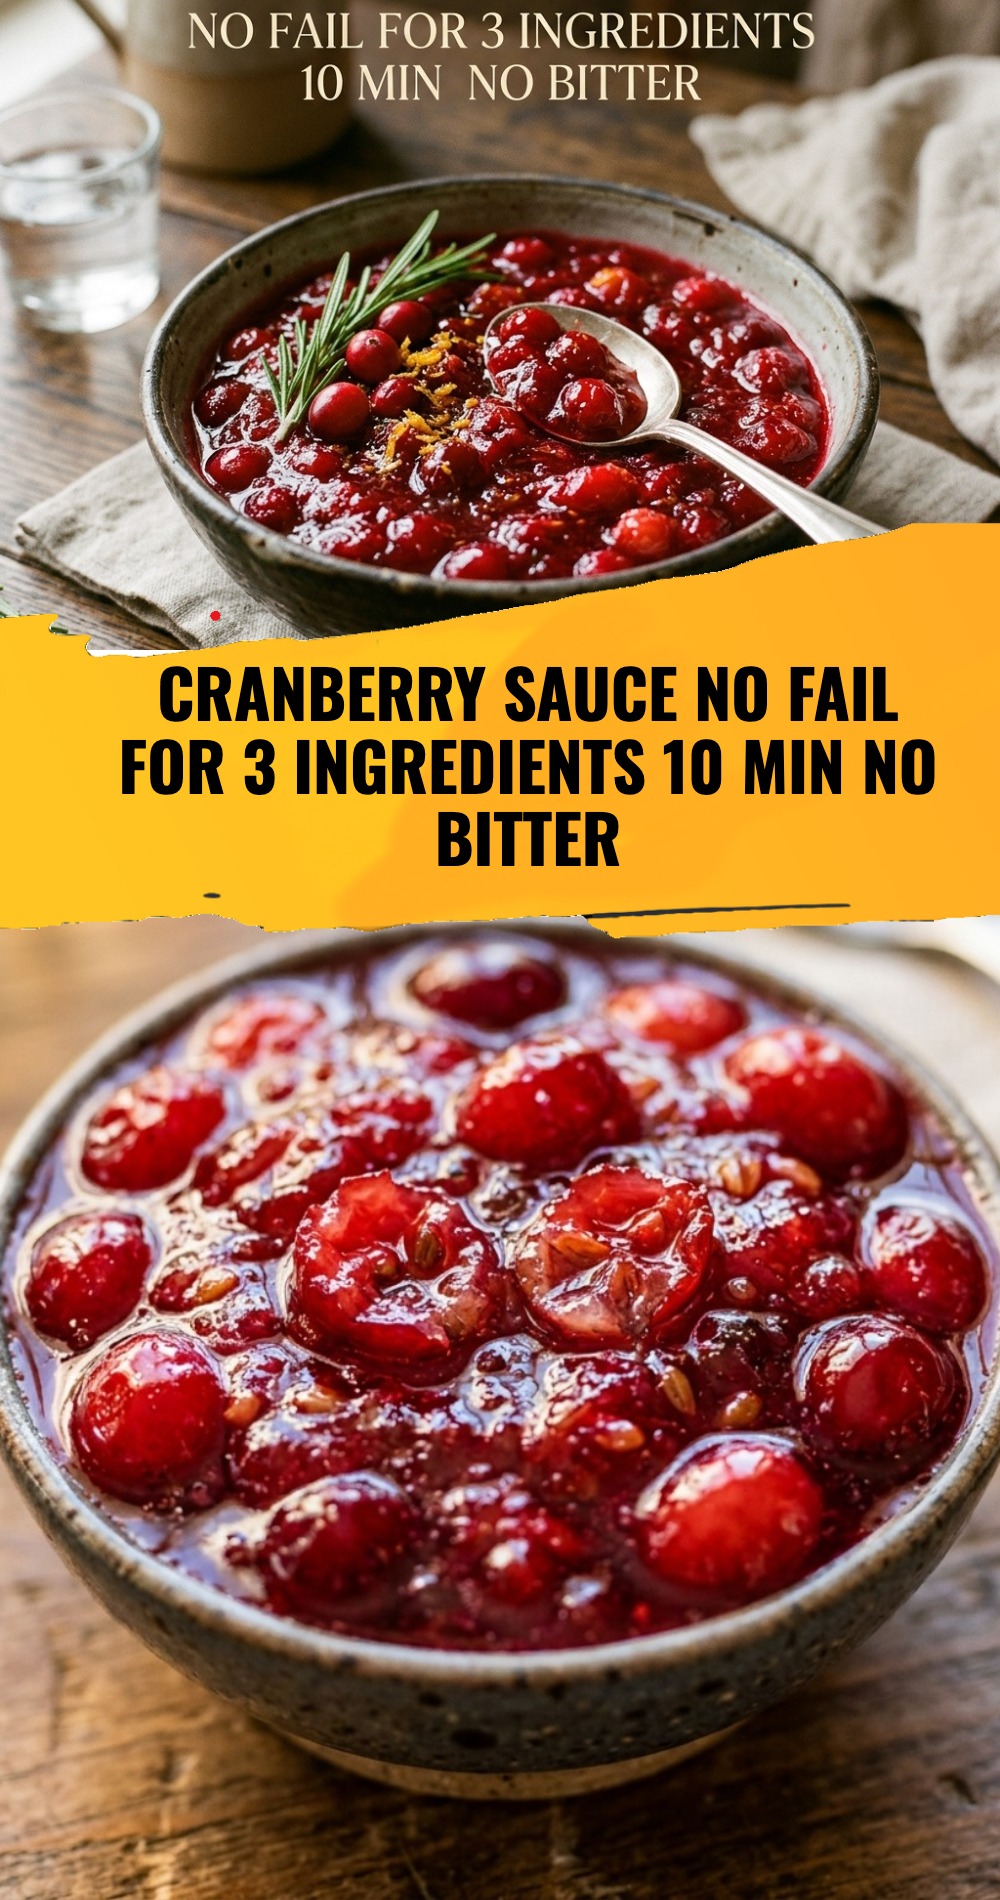 NO FAIL FOR 3 INGREDIENTS
10 MIN NO BITTER
CRANBERRY SAUCE NO FAIL
FOR 3 INGREDIENTS 10 MIN NO
BITTER